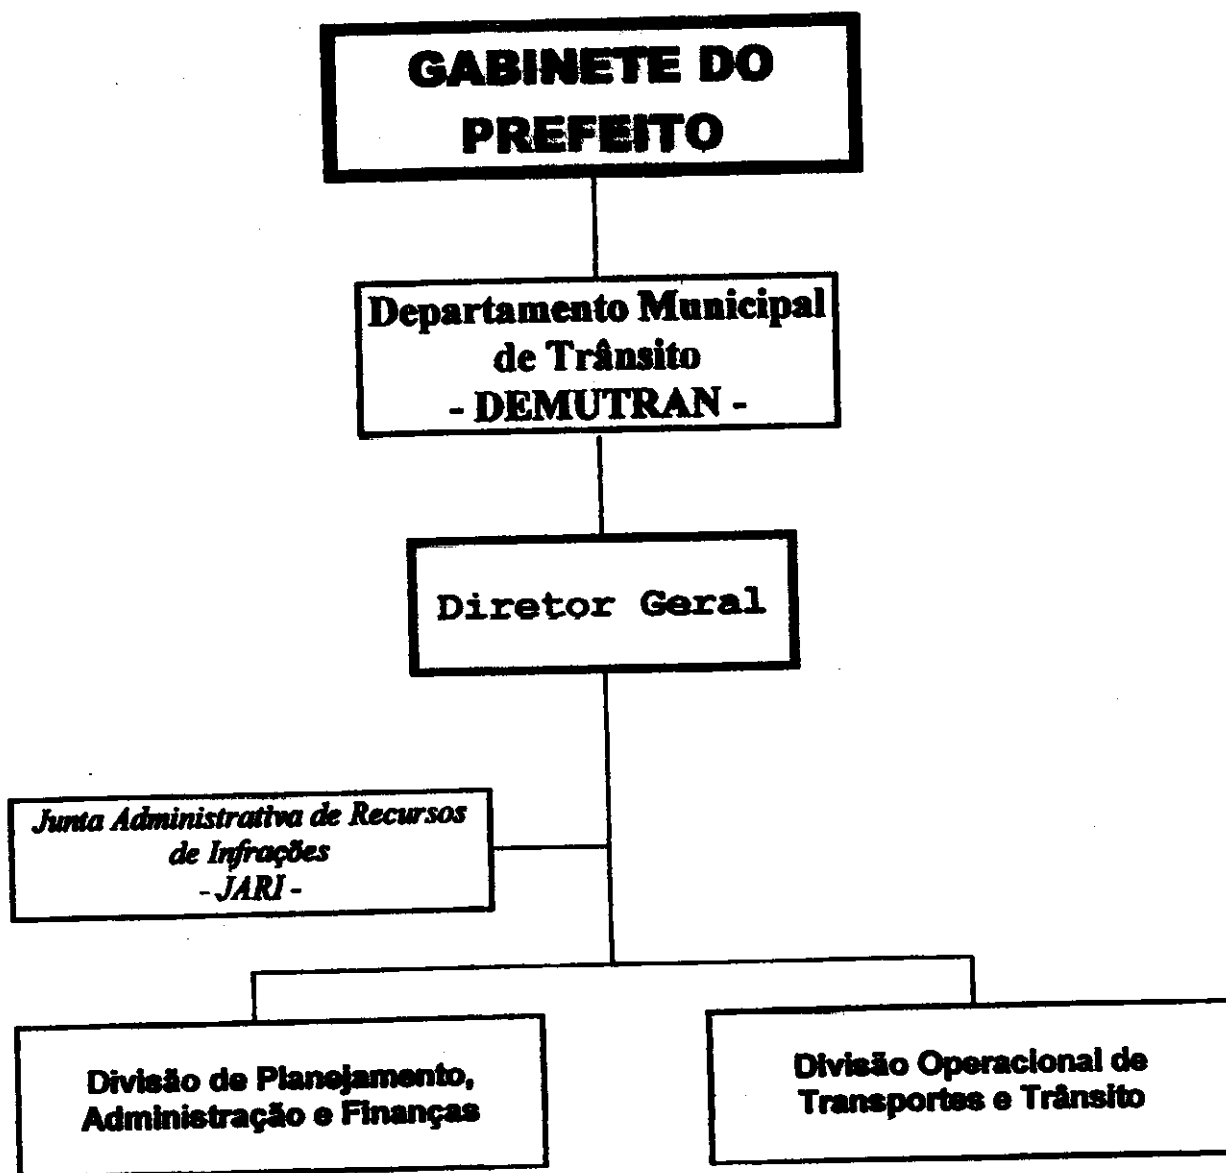 GABINETE DO
PREFEITO
Departamento Municipal
de Trânsito
- DEMUTRAN -
Diretor Geral
Junta Administrativa de Recursos
de Infrações
- JARI -
Divisão de Planejamento,
Administração e Finanças
Divisão Operacional de
Transportes e Trânsito